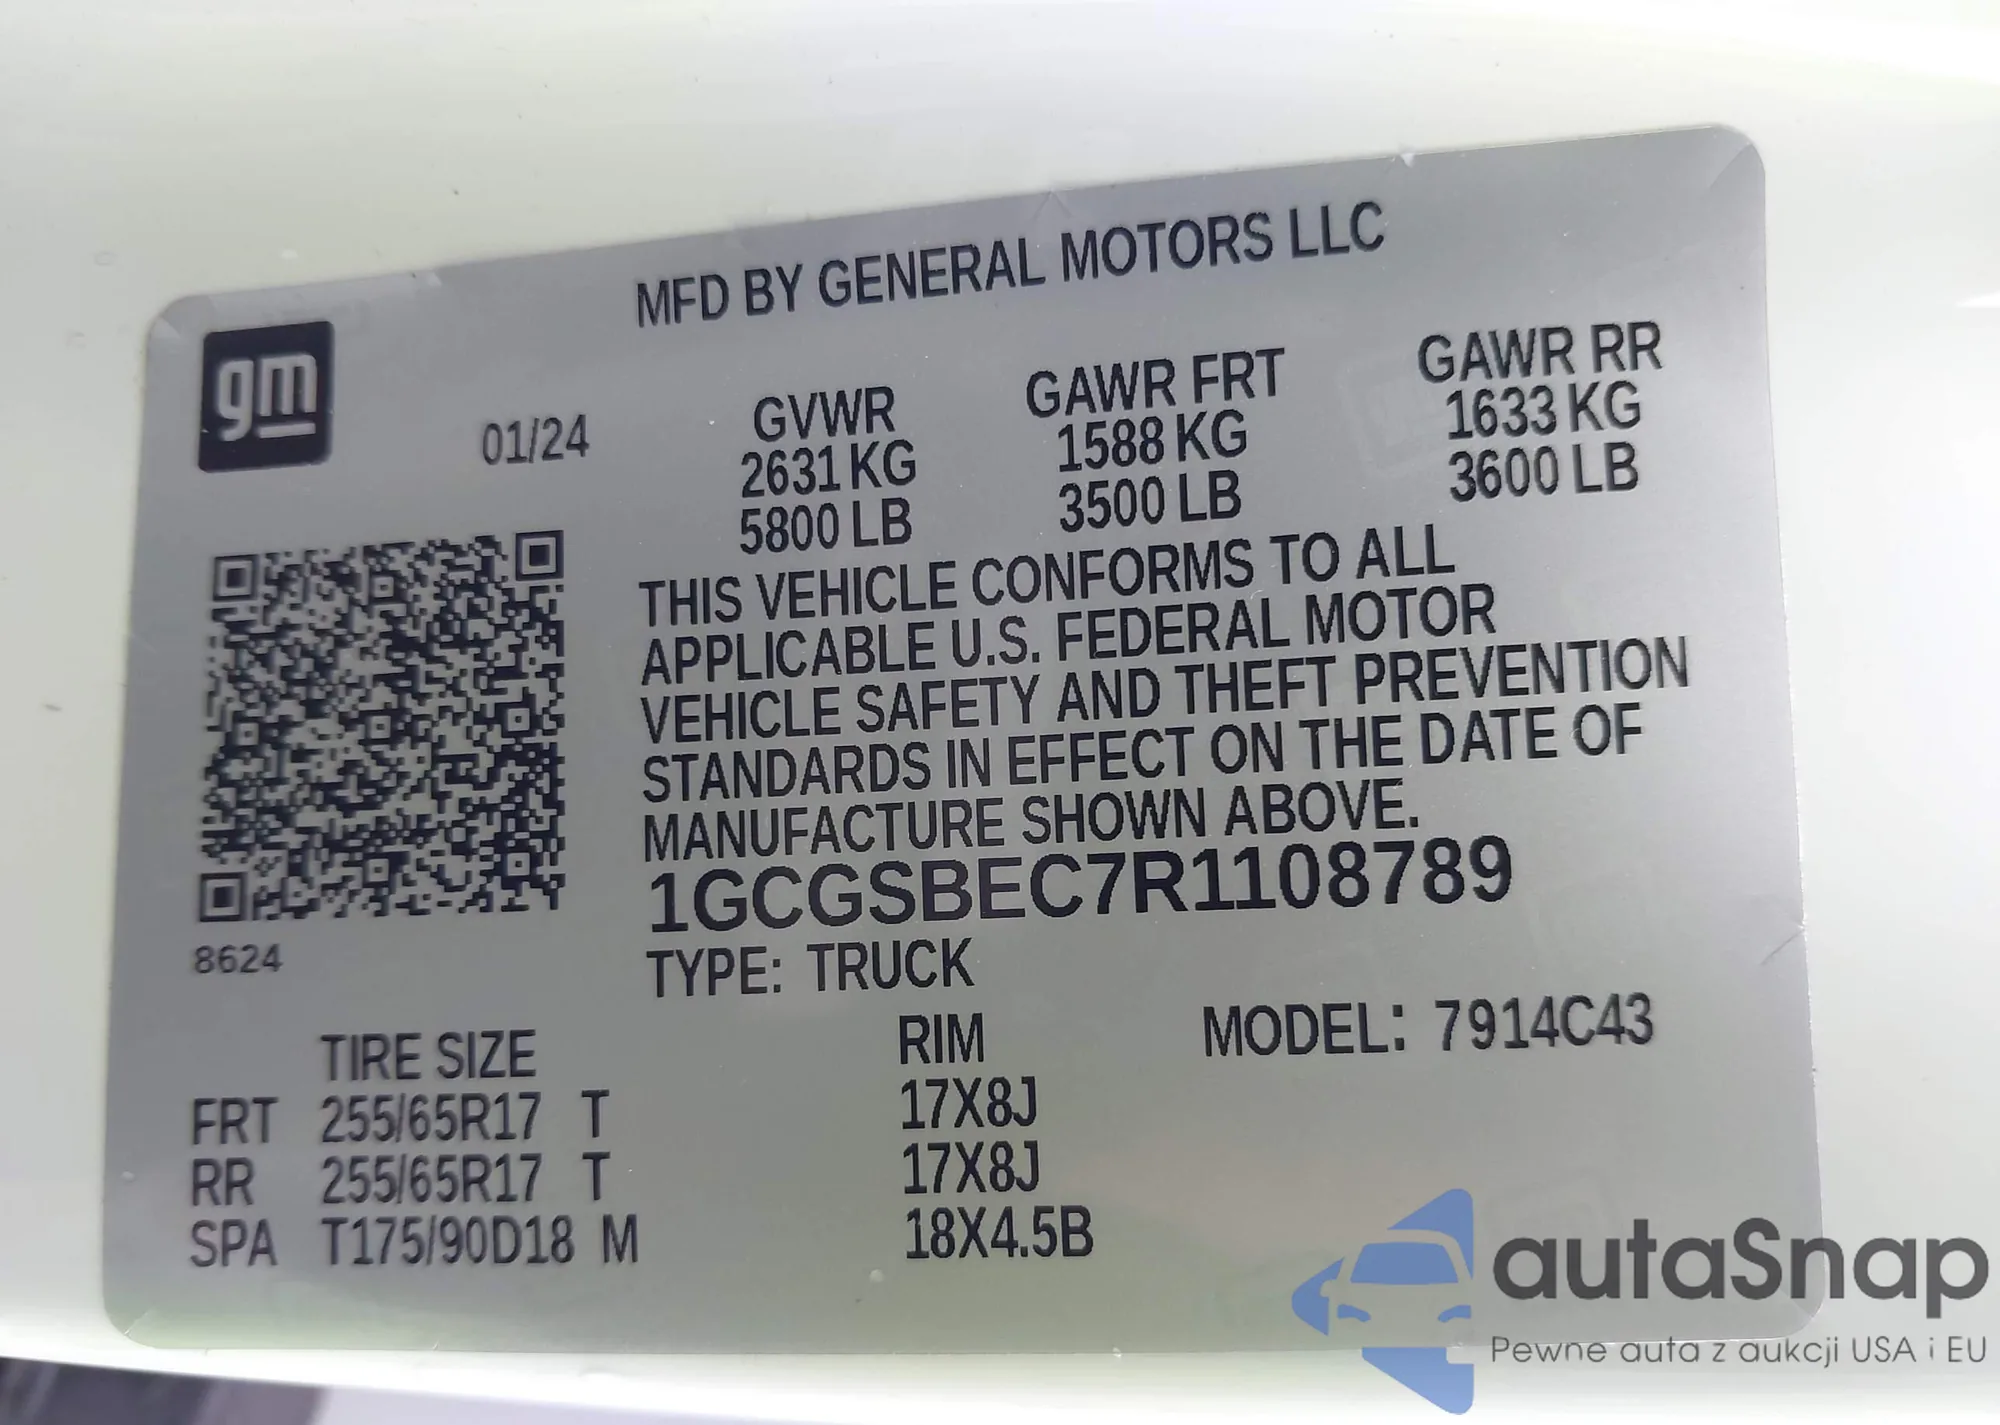 MFD BY GENERAL MOTORS LLC
gm
01/24
GVWR
2631 KG
5800 LB
GAWR FRT
1588 KG
3500 LB
GAWR RR
1633 KG
3600 LB
THIS VEHICLE CONFORMS TO ALL
APPLICABLE U.S. FEDERAL MOTOR
VEHICLE SAFETY AND THEFT PREVENTION
STANDARDS IN EFFECT ON THE DATE OF
MANUFACTURE SHOWN ABOVE.
1GCGSBEC7R1108789
8624
TYPE: TRUCK
MODEL: 7914C43
TIRE SIZE RIM
FRT 255/65R17 T 17X8J
RR 255/65R17 T 17X8J
SPA T175/90D18 M 18X4.5B
autaSnap
Pewne auta z aukcji USA i EU